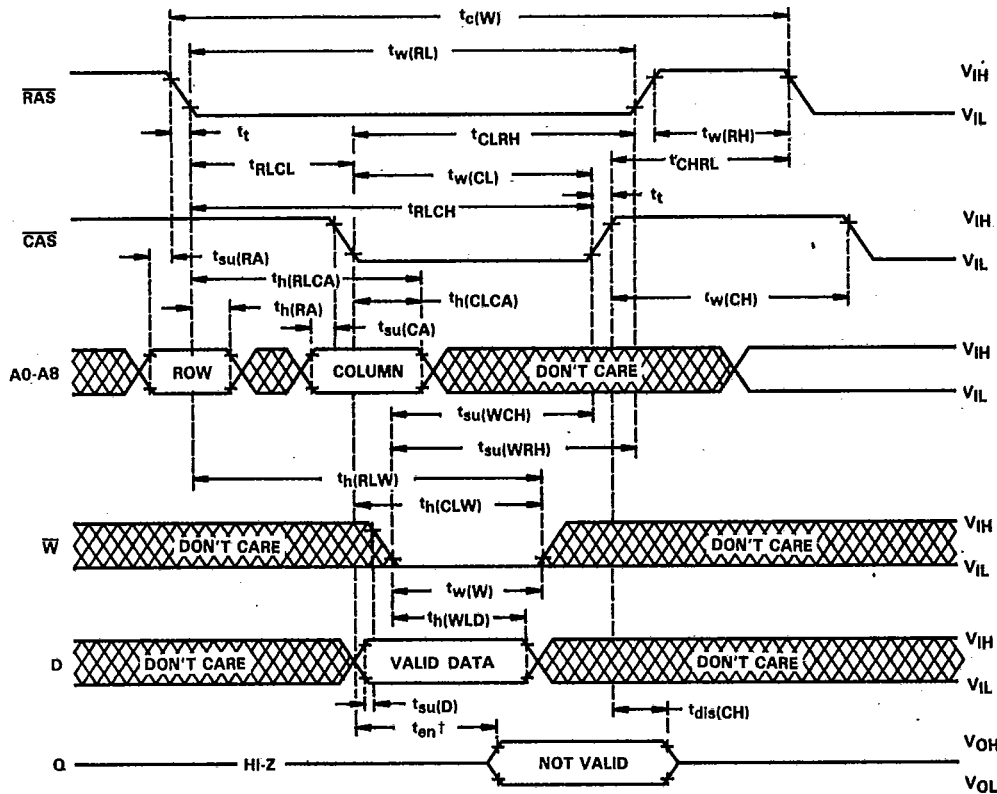 tc(W)
tw(RL)
RAS
VIH
VIL
tt
tCLRH
tw(RH)
tRLCL
tCHRL
tw(CL)
tt
tRLCH
CAS
VIH
VIL
tsu(RA)
th(RLCA)
tw(CH)
th(RA)
th(CLCA)
tsu(CA)
A0-A8
ROW
COLUMN
DON'T CARE
VIH
VIL
tsu(WCH)
tsu(WRH)
th(RLW)
th(CLW)
W
DON'T CARE
DON'T CARE
VIH
VIL
tw(W)
th(WLD)
D
DON'T CARE
VALID DATA
DON'T CARE
VIH
VIL
tsu(D)
tdis(CH)
ten†
Q
HI-Z
NOT VALID
VOH
VOL